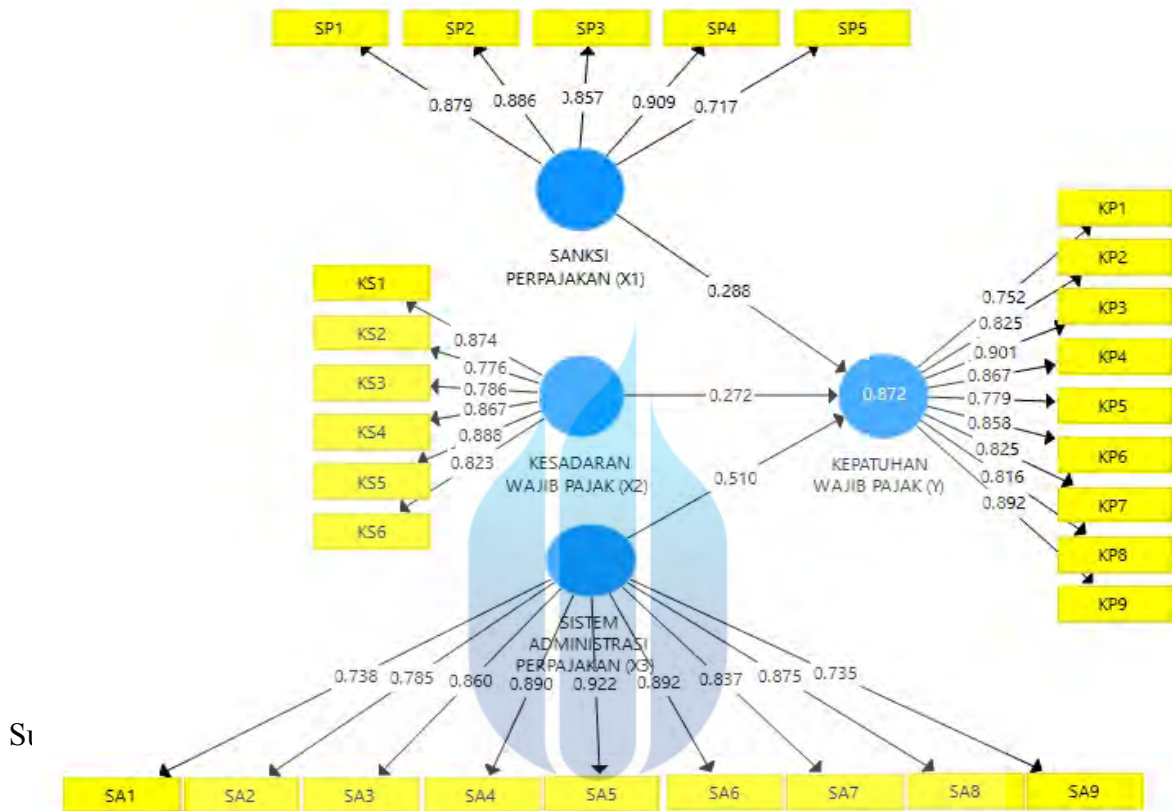 SP1 SP2 SP3 SP4 SP5
0.879 0.886 0.857 0.909 0.717
SANKSI
PERPAJAKAN (X1)
0.288
KS1
KS2
KS3
KS4
KS5
KS6
0.874
0.776
0.786
0.867
0.888
0.823
KESADARAN
WAJIB PAJAK (X2)
0.272
0.872
KEPATUHAN
WAJIB PAJAK (Y)
0.510
KP1
KP2
KP3
KP4
KP5
KP6
KP7
KP8
KP9
0.752
0.825
0.901
0.867
0.779
0.858
0.825
0.816
0.892
SISTEM
ADMINISTRASI
PERPAJAKAN (X3)
0.738 0.785 0.860 0.890 0.922 0.892 0.837 0.875 0.735
SA1 SA2 SA3 SA4 SA5 SA6 SA7 SA8 SA9